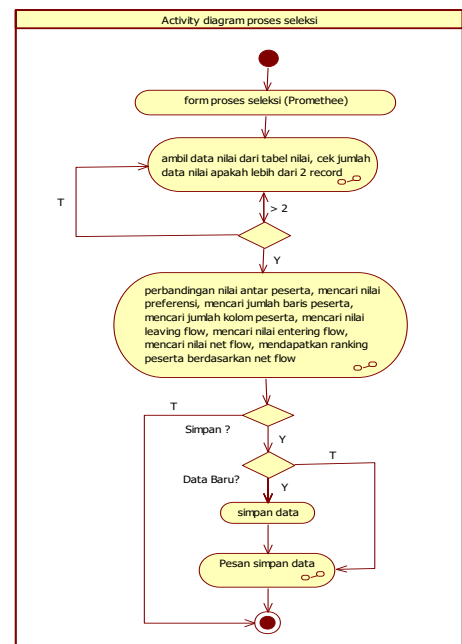 Activity diagram proses seleksi
form proses seleksi (Promethee)
ambil data nilai dari tabel nilai, cek jumlah
data nilai apakah lebih dari 2 record
T
> 2
Y
perbandingan nilai antar peserta, mencari nilai
preferensi, mencari jumlah baris peserta,
mencari jumlah kolom peserta, mencari nilai
leaving flow, mencari nilai entering flow,
mencari nilai net flow, mendapatkan ranking
peserta berdasarkan net flow
T
Simpan ?
Y
T
Data Baru?
Y
simpan data
Pesan simpan data